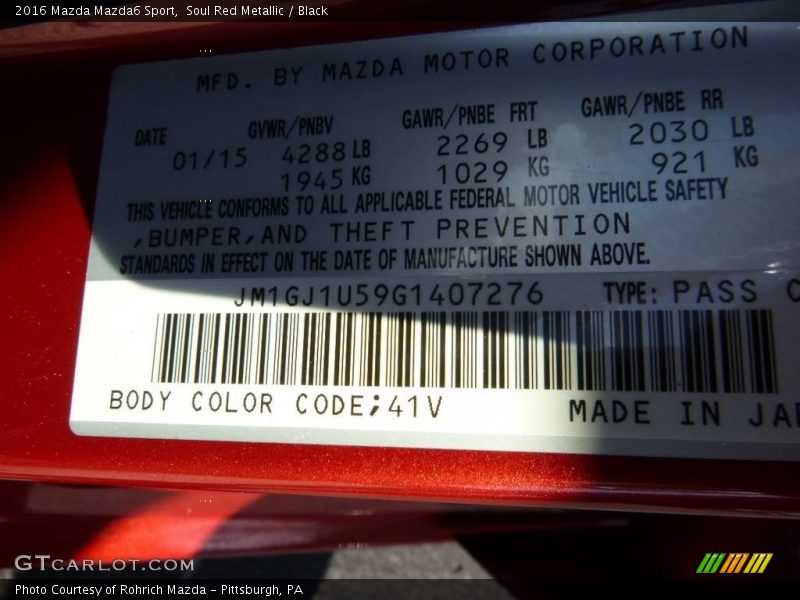 2016 Mazda Mazda6 Sport,  Soul Red Metallic / Black
MFD. BY MAZDA MOTOR CORPORATION
DATE GVWR/PNBV GAWR/PNBE FRT GAWR/PNBE RR
01/15 4288 LB 2269 LB 2030 LB
1945 KG 1029 KG 921 KG
THIS VEHICLE CONFORMS TO ALL APPLICABLE FEDERAL MOTOR VEHICLE SAFETY
,BUMPER,AND THEFT PREVENTION
STANDARDS IN EFFECT ON THE DATE OF MANUFACTURE SHOWN ABOVE.
JM1GJ1U59G1407276 TYPE: PASS C
BODY COLOR CODE;41V MADE IN JA
GTCARLOT.COM
Photo Courtesy of Rohrich Mazda - Pittsburgh, PA